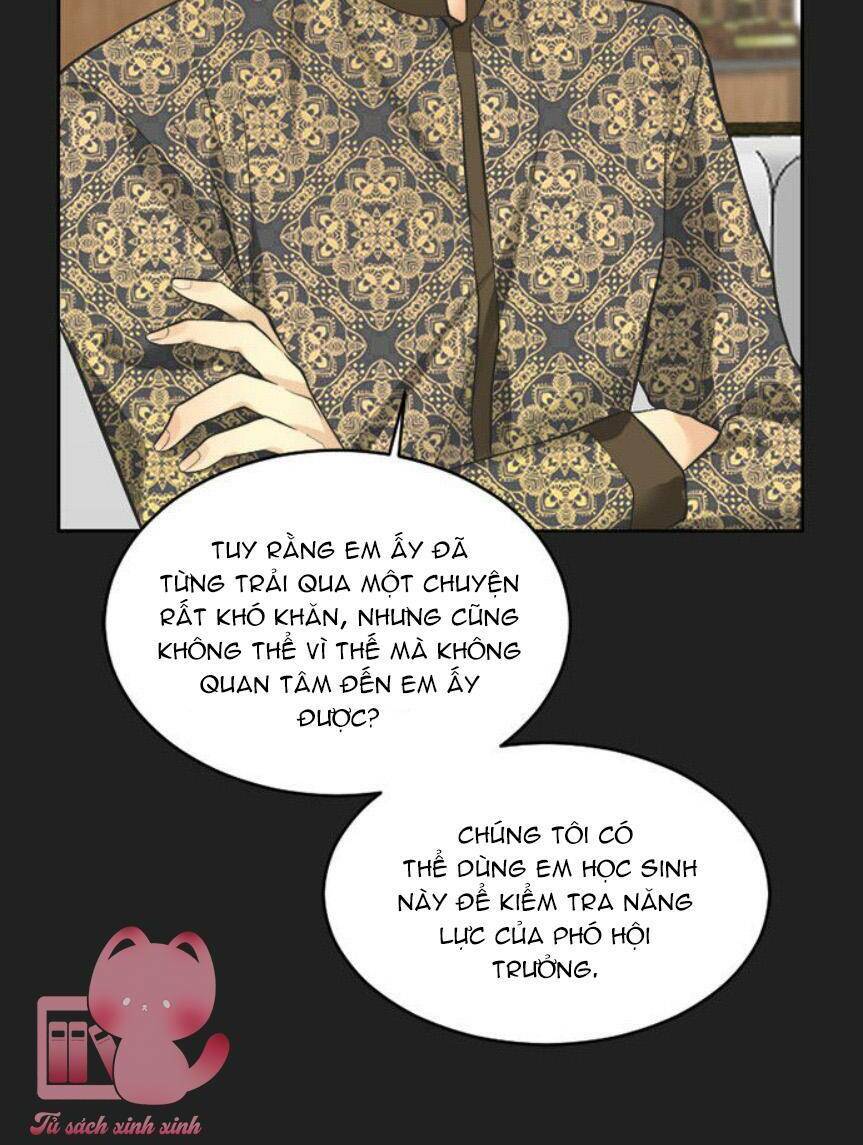 TUY RẰNG EM ẤY ĐÃ
TỪNG TRẢI QUA MỘT CHUYỆN
RẤT KHÓ KHĂN, NHƯNG CŨNG
KHÔNG THỂ VÌ THẾ MÀ KHÔNG
QUAN TÂM ĐẾN EM ẤY
ĐƯỢC?
CHÚNG TÔI CÓ
THỂ DÙNG EM HỌC SINH
NÀY ĐỂ KIỂM TRA NĂNG
LỰC CỦA PHÓ HỘI
TRƯỞNG.
Tủ sách xinh xinh